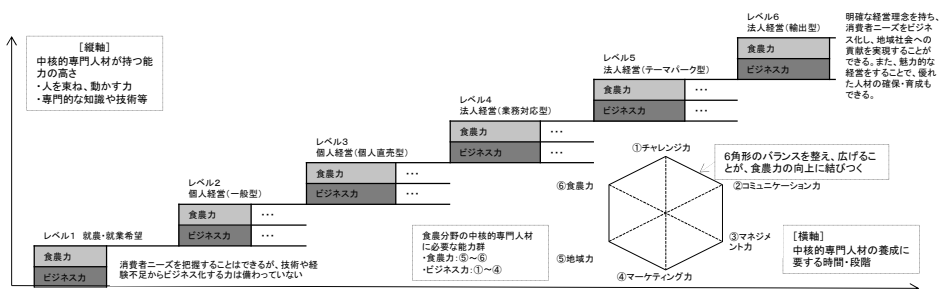 [縦軸]
中核的専門人材が持つ能
力の高さ
・人を束ね、動かす力
・専門的な知識や技術等
レベル6
法人経営(輸出型)
食農力
・・・
ビジネス力
・・・
明確な経営理念を持ち、
消費者ニーズをビジネ
ス化し、地域社会への
貢献を実現することが
できる。また、魅力的な
経営をすることで、優れ
た人材の確保・育成も
できる。
レベル5
法人経営(テーマパーク型)
食農力
・・・
ビジネス力
・・・
レベル4
法人経営(業務対応型)
食農力
・・・
ビジネス力
・・・
レベル3
個人経営(個人直売型)
食農力
・・・
ビジネス力
・・・
レベル2
個人経営(一般型)
食農力
・・・
ビジネス力
・・・
レベル1 就農・就業希望
食農力
ビジネス力
消費者ニーズを把握することはできるが、技術や経
験不足からビジネス化する力は備わっていない
食農分野の中核的専門人材
に必要な能力群
・食農力:⑤~⑥
・ビジネス力:①~④
①チャレンジ力
②コミュニケーション力
③マネジメ
ント力
④マーケティング力
⑤地域力
⑥食農力
6角形のバランスを整え、広げるこ
とが、食農力の向上に結びつく
[横軸]
中核的専門人材の養成に
要する時間・段階